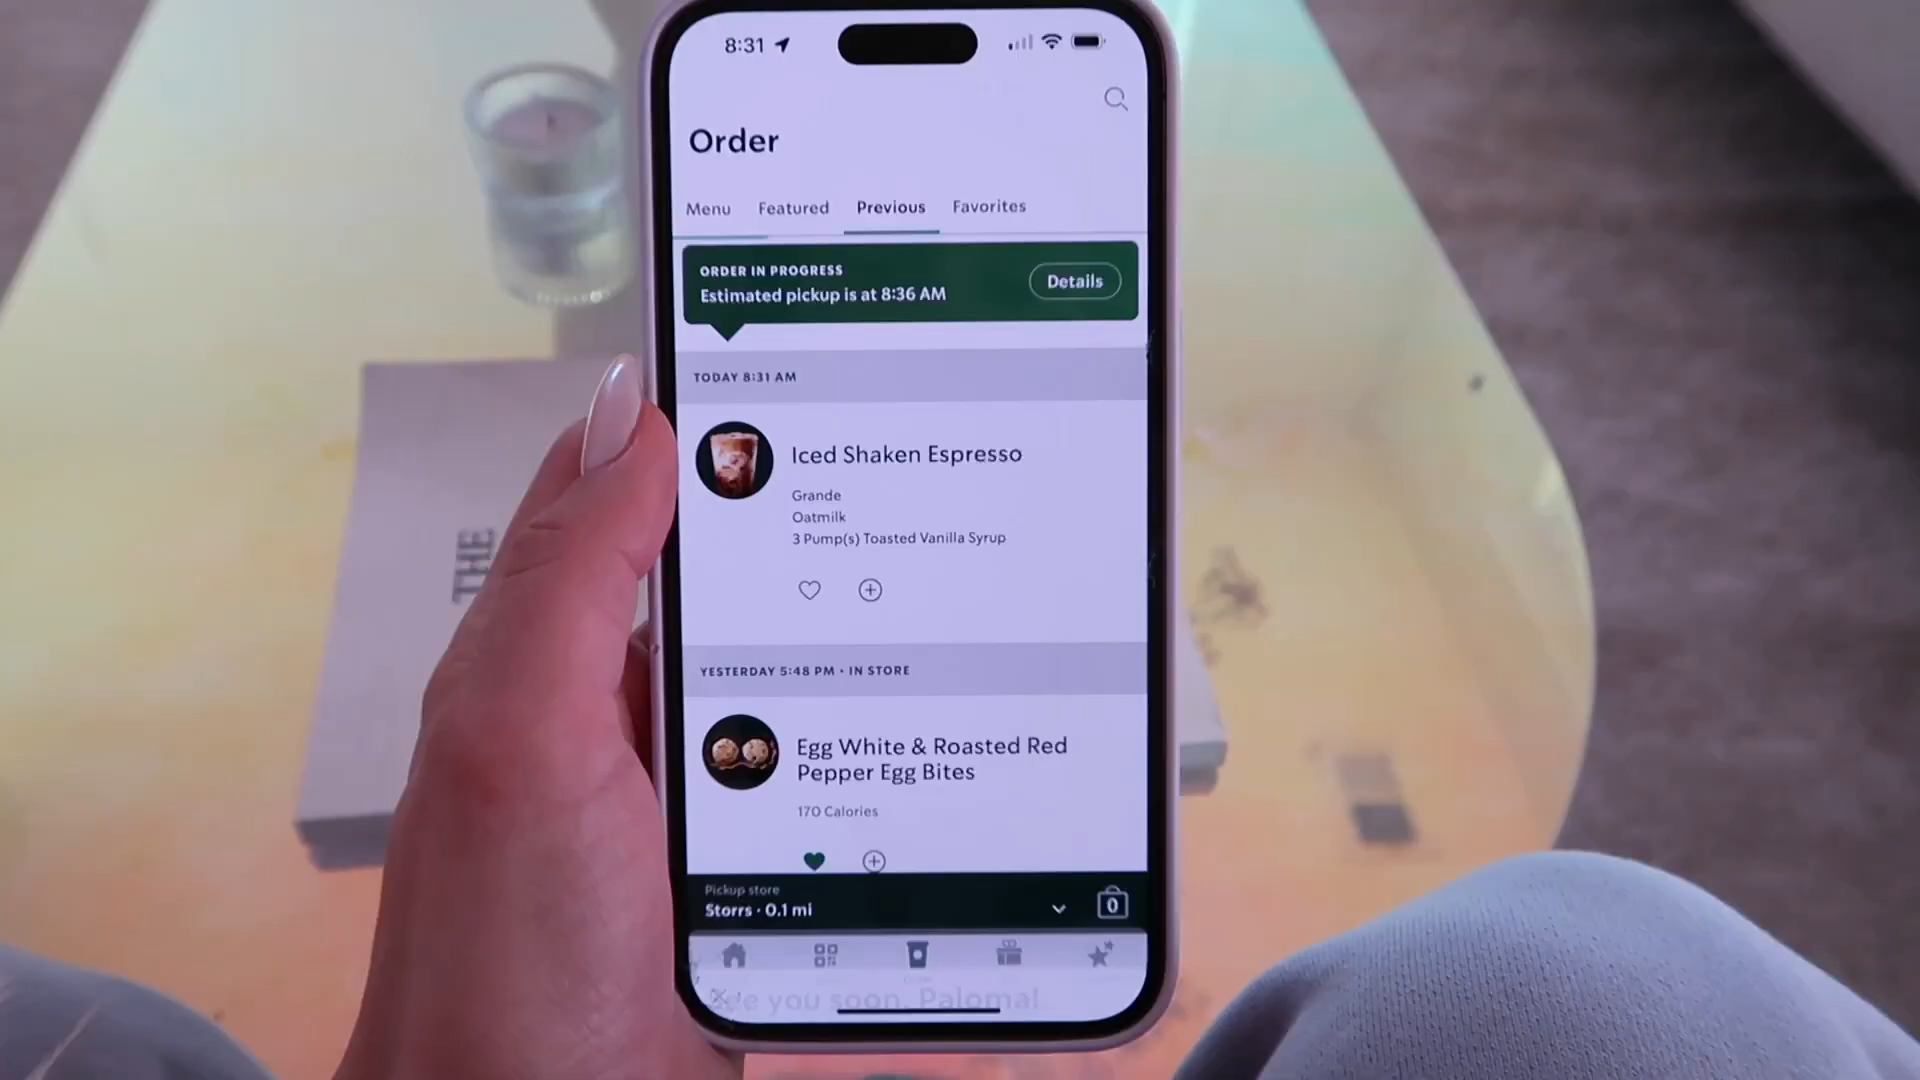 8:31
Order
Menu Featured Previous Favorites
ORDER IN PROGRESS
Estimated pickup is at 8:36 AM
Details
TODAY 8:31 AM
Iced Shaken Espresso
Grande
Oatmilk
3 Pump(s) Toasted Vanilla Syrup
YESTERDAY 5:48 PM · IN STORE
Egg White & Roasted Red
Pepper Egg Bites
170 Calories
Pickup store
Storrs · 0.1 mi
0
See you soon, Paloma!
THE